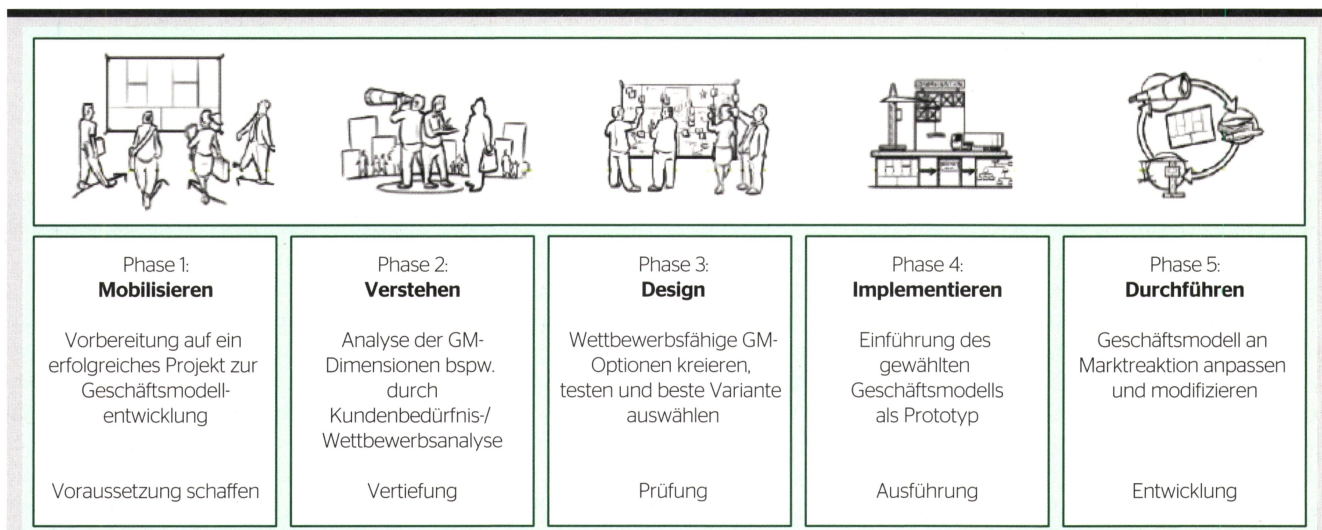 Phase 1:
Mobilisieren
Vorbereitung auf ein
erfolgreiches Projekt zur
Geschäftsmodell-
entwicklung
Voraussetzung schaffen
Phase 2:
Verstehen
Analyse der GM-
Dimensionen bspw.
durch
Kundenbedürfnis-/
Wettbewerbsanalyse
Vertiefung
Phase 3:
Design
Wettbewerbsfähige GM-
Optionen kreieren,
testen und beste Variante
auswählen
Prüfung
Phase 4:
Implementieren
Einführung des
gewählten
Geschäftsmodells
als Prototyp
Ausführung
Phase 5:
Durchführen
Geschäftsmodell an
Marktreaktion anpassen
und modifizieren
Entwicklung